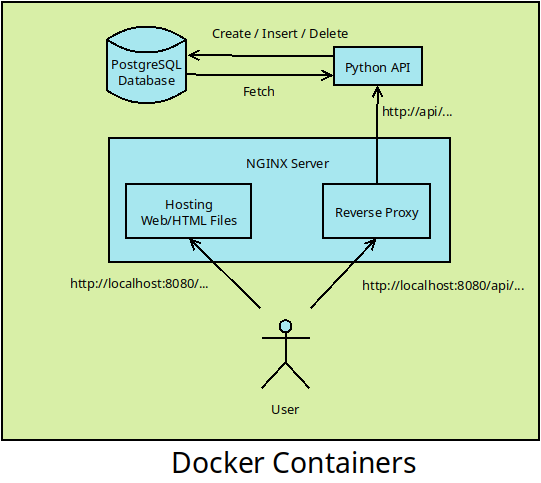 Create / Insert / Delete
PostgreSQL
Database
Python API
Fetch
http://api/...
NGINX Server
Hosting
Web/HTML Files
Reverse Proxy
http://localhost:8080/...
http://localhost:8080/api/...
User
Docker Containers